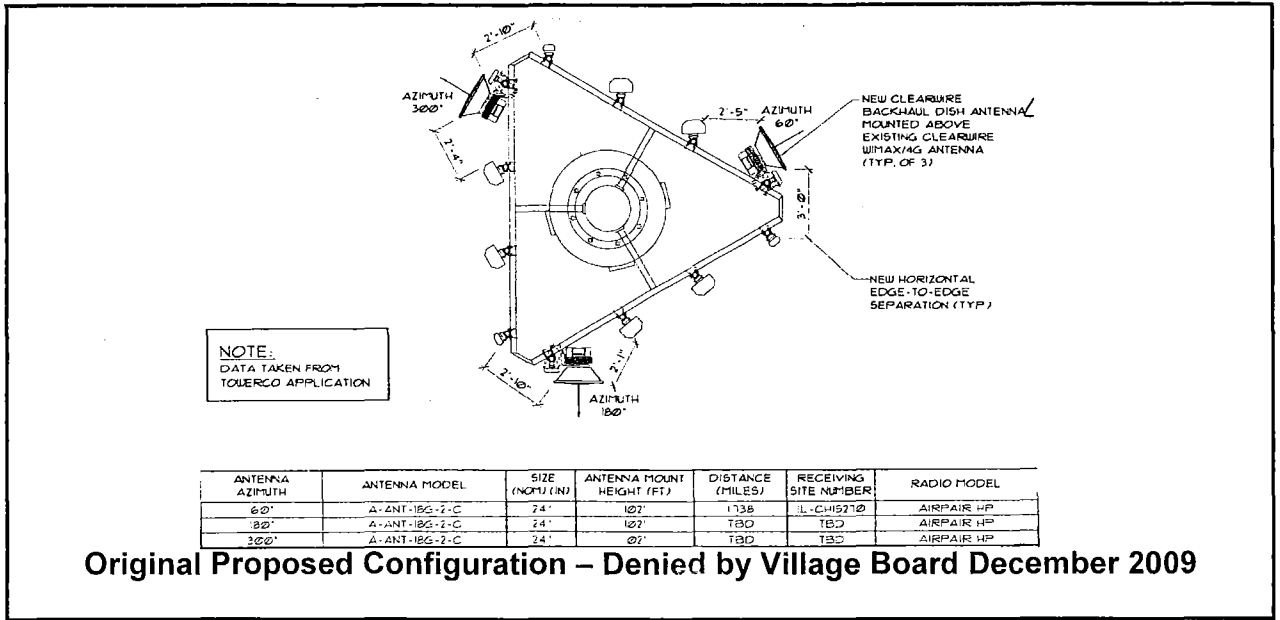 2'-10"
AZIMUTH
300°
2'-4"
2'-5"
AZIMUTH
60°
NEW CLEARWIRE
BACKHAUL DISH ANTENNA
MOUNTED ABOVE
EXISTING CLEARWIRE
WIMAX/4G ANTENNA
(TYP. OF 3)
3'-0"
NEW HORIZONTAL
EDGE-TO-EDGE
SEPARATION (TYP)
NOTE:
DATA TAKEN FROM
TOWERCO APPLICATION
2'-10"
2'-1"
AZIMUTH
180°
ANTENNA AZIMUTH ANTENNA MODEL SIZE (NOM) (IN) ANTENNA MOUNT HEIGHT (FT) DISTANCE (MILES) RECEIVING SITE NUMBER RADIO MODEL
60° A-ANT-18G-2-C 24" 102' 1.738 IL-CHI5270 AIRPAIR HP
180° A-ANT-18G-2-C 24" 102' TBD TBD AIRPAIR HP
300° A-ANT-18G-2-C 24" 102' TBD TBD AIRPAIR HP
Original Proposed Configuration – Denied by Village Board December 2009